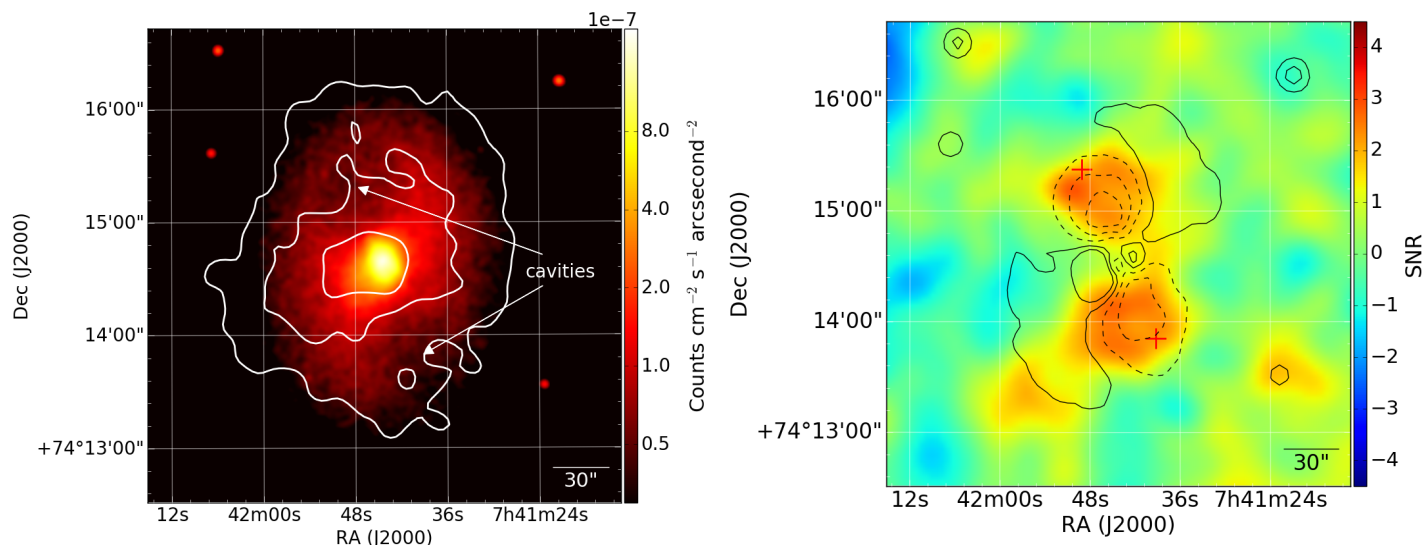 1e−7
16'00"
15'00"
14'00"
+74°13'00"
Dec (J2000)
cavities
30"
12s 42m00s 48s 36s 7h41m24s
RA (J2000)
8.0
4.0
2.0
1.0
0.5
Counts cm−2 s−1 arcsecond−2
16'00"
15'00"
14'00"
+74°13'00"
Dec (J2000)
30"
12s 42m00s 48s 36s 7h41m24s
RA (J2000)
4
3
2
1
0
−1
−2
−3
−4
SNR